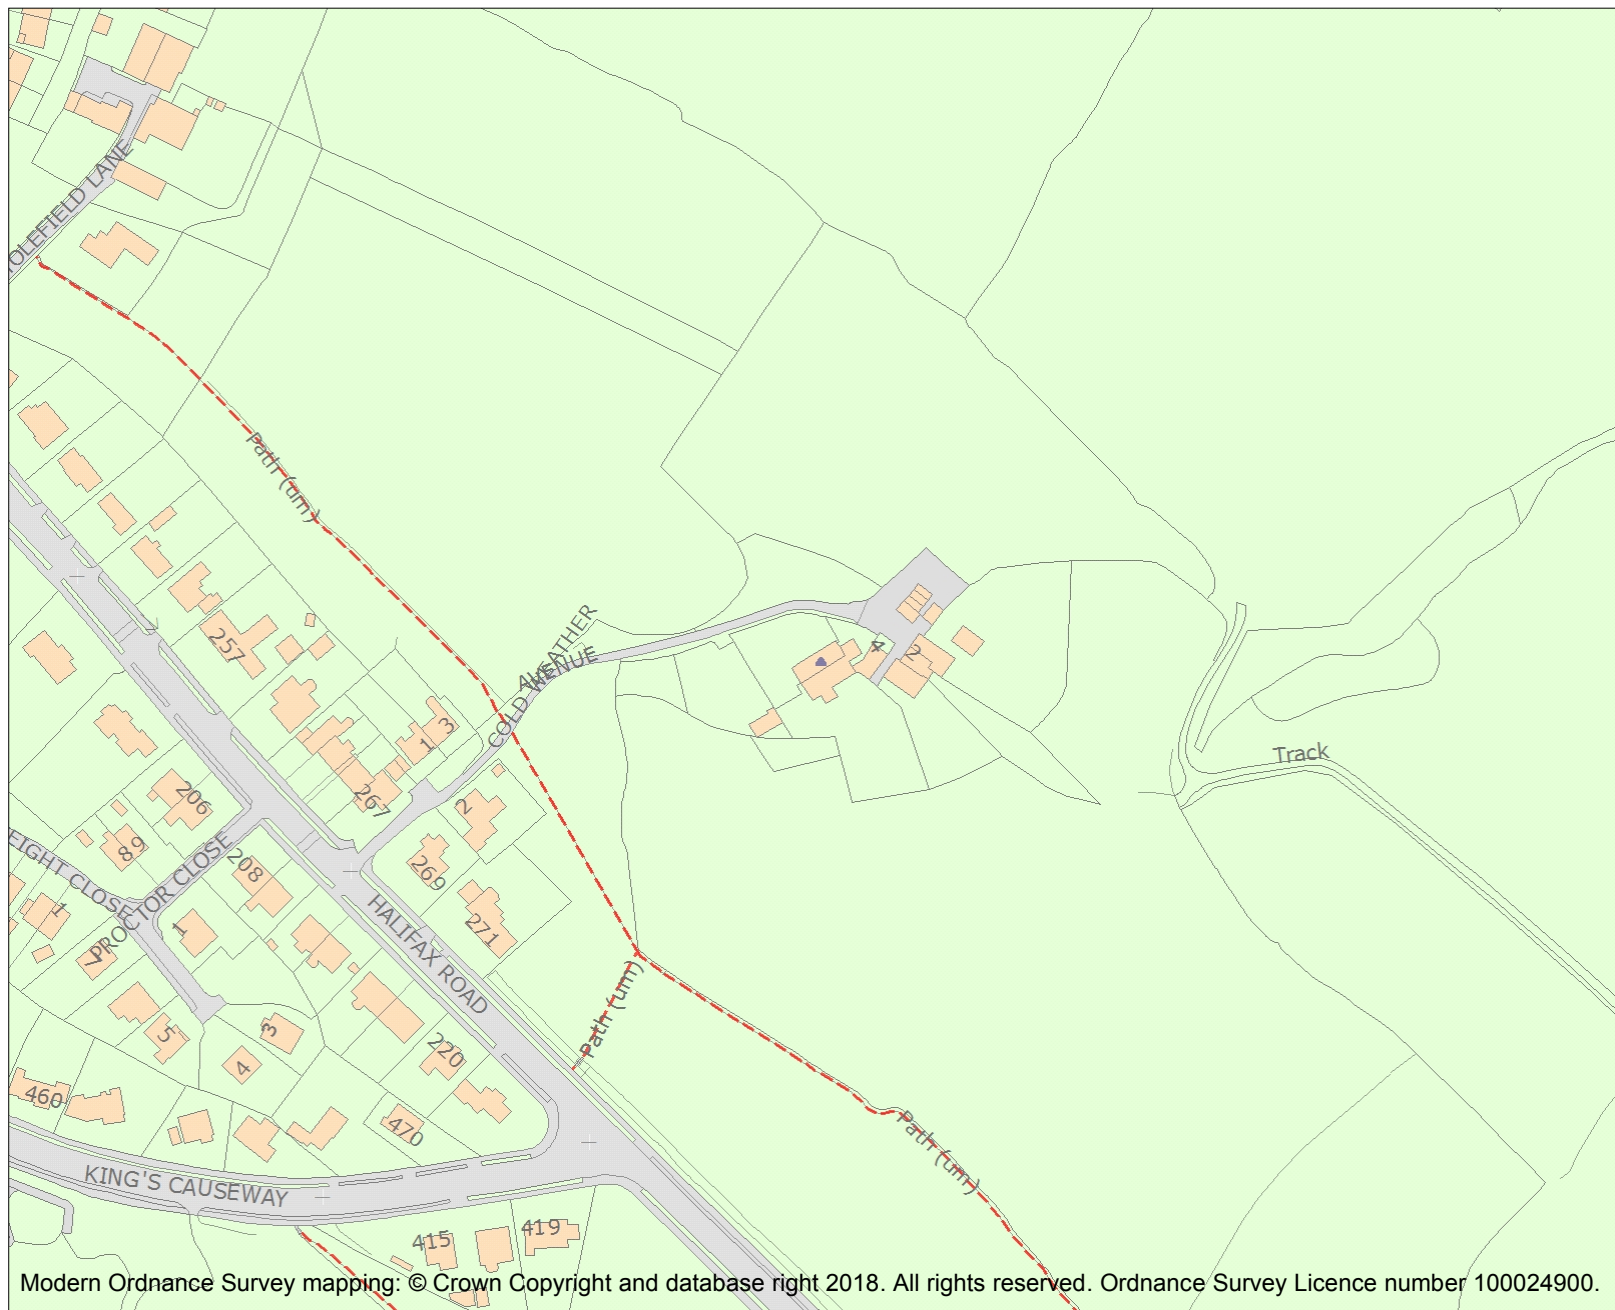 OLEFIELD LANE
Path (um)
257
COLD WEATHER
AVENUE
4
2
3
1
267
2
Track
206
89
EIGHT CLOSE
PROCTOR CLOSE
208
269
271
1
1
7
HALIFAX ROAD
Path (um)
5
3
4
220
460
470
Path (um)
KING'S CAUSEWAY
415
419
Modern Ordnance Survey mapping: © Crown Copyright and database right 2018. All rights reserved. Ordnance Survey Licence number 100024900.